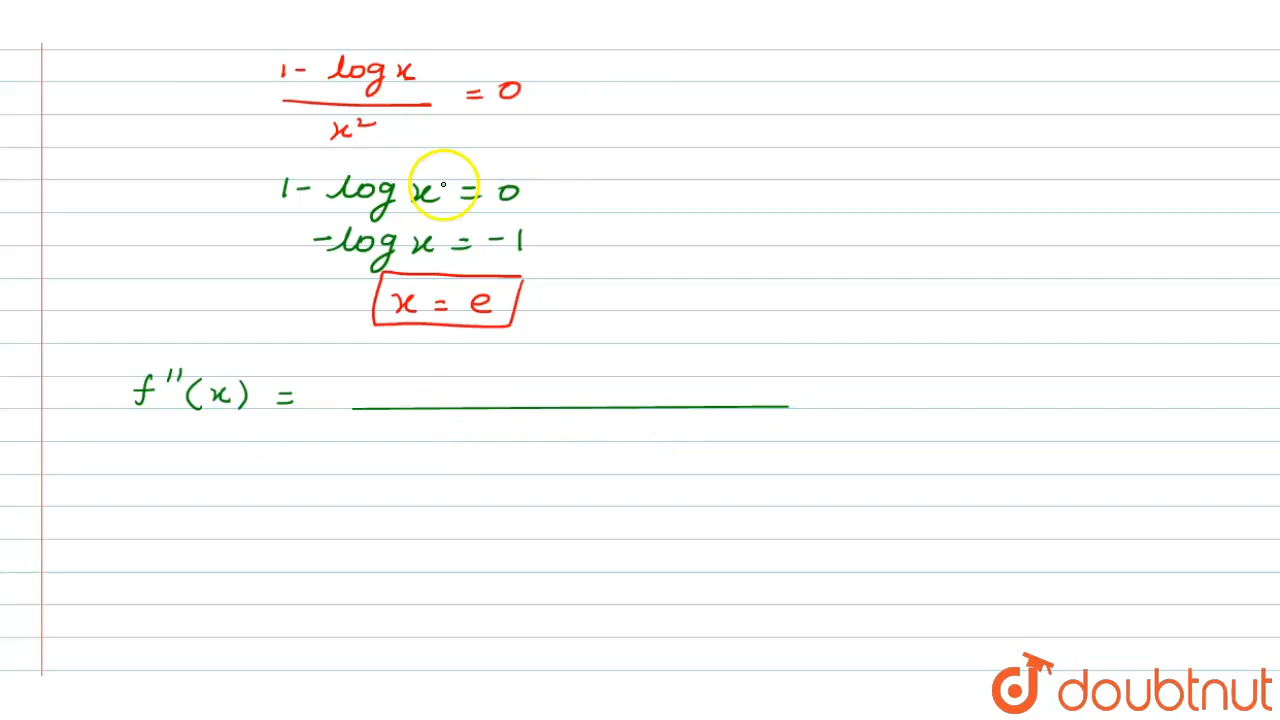 1 - log x
x² = 0
1 - log x = 0
- log x = - 1
x = e
f''(x) =
doubtnut